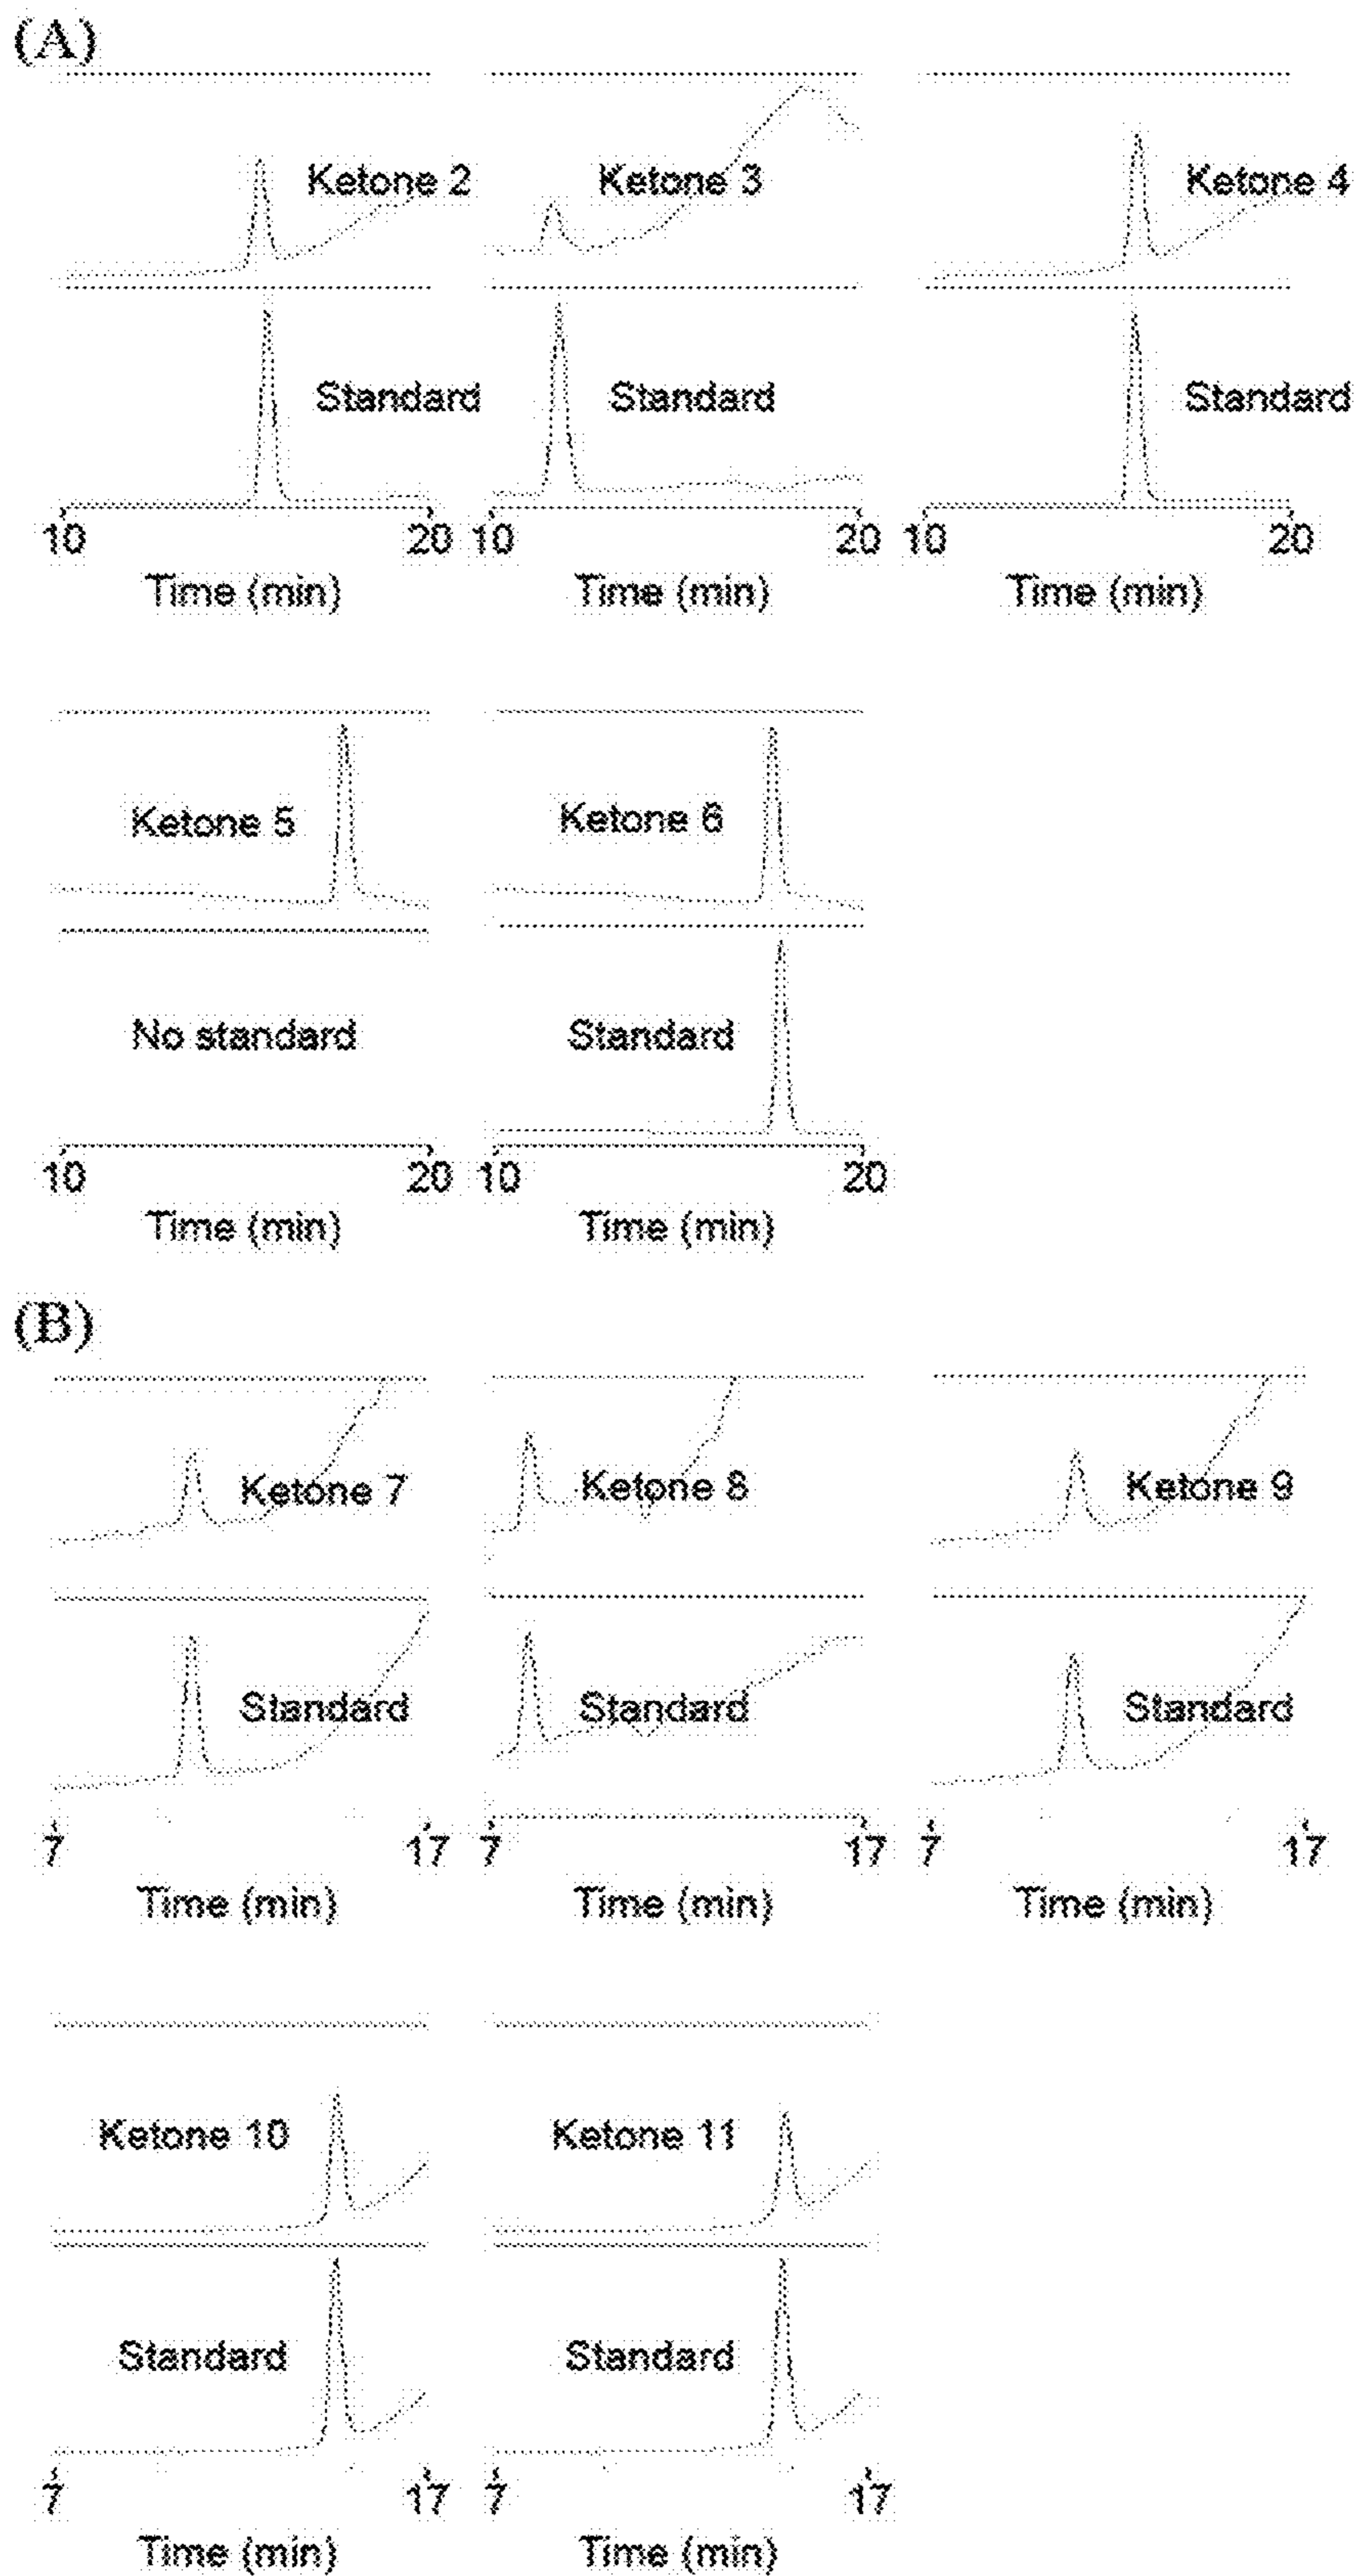 (A)
Ketone 2 Ketone 3 Ketone 4
Standard Standard Standard
10 20 10 20 10 20
Time (min) Time (min) Time (min)
Ketone 5 Ketone 6
No standard Standard
10 20 10 20
Time (min) Time (min)
(B)
Ketone 7 Ketone 8 Ketone 9
Standard Standard Standard
7 17 7 17 7 17
Time (min) Time (min) Time (min)
Ketone 10 Ketone 11
Standard Standard
7 17 7 17
Time (min) Time (min)